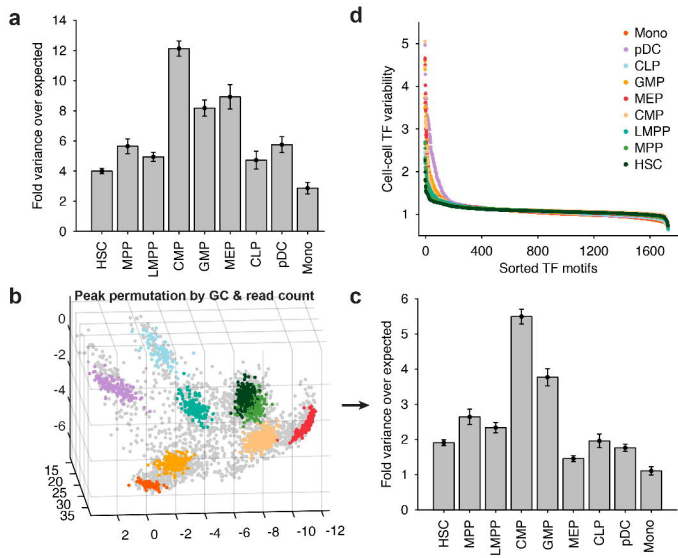 a
Fold variance over expected
14
12
10
8
6
4
2
0
HSC
MPP
LMPP
CMP
GMP
MEP
CLP
pDC
Mono
d
Cell-cell TF variability
5
4
3
2
1
0
400
800
1200
1600
Sorted TF motifs
Mono
pDC
CLP
GMP
MEP
CMP
LMPP
MPP
HSC
b
Peak permutation by GC & read count
0
-2
-4
-6
15
20
25
30
35
2
0
-2
-4
-6
-8
-10
-12
c
Fold variance over expected
6
5
4
3
2
1
0
HSC
MPP
LMPP
CMP
GMP
MEP
CLP
pDC
Mono